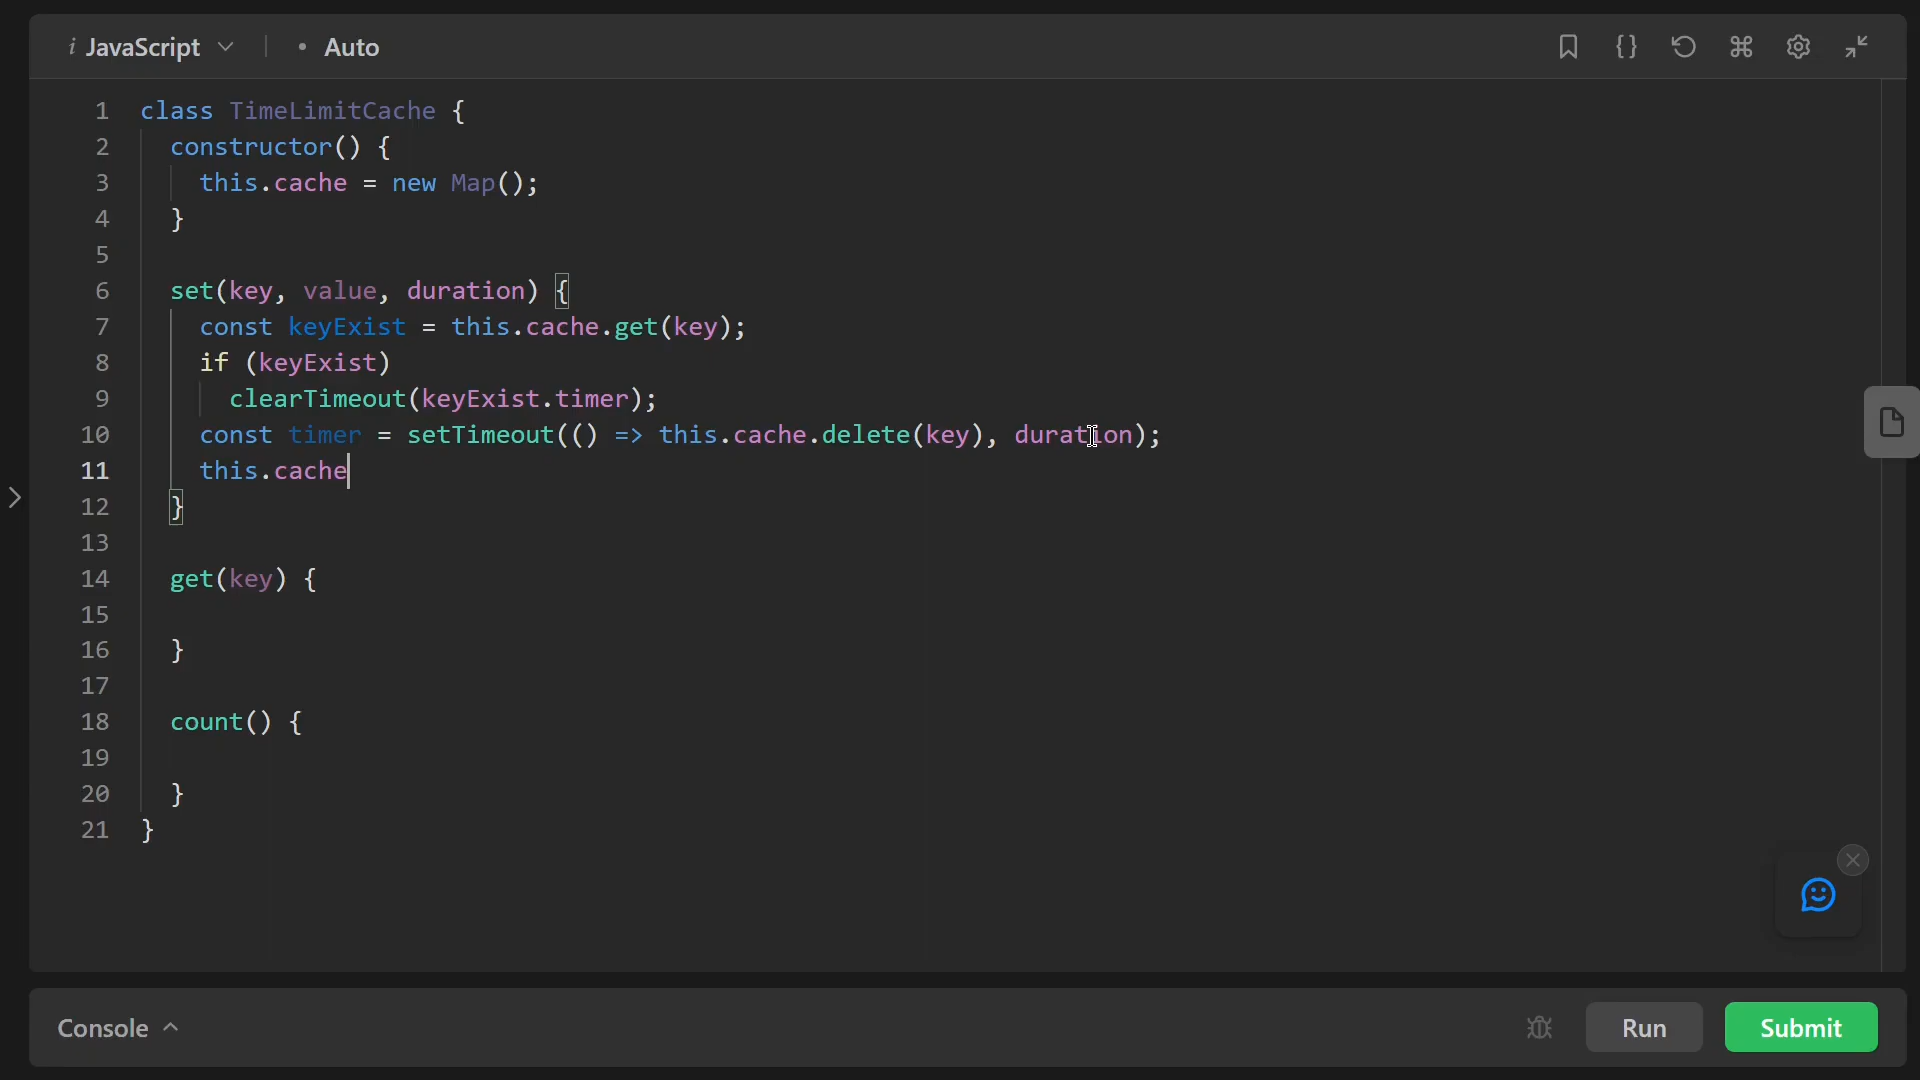 i JavaScript • Auto
1 class TimeLimitCache {
2 constructor() {
3 this.cache = new Map();
4 }
5
6 set(key, value, duration) {
7 const keyExist = this.cache.get(key);
8 if (keyExist)
9 clearTimeout(keyExist.timer);
10 const timer = setTimeout(() => this.cache.delete(key), duration);
11 this.cache
12 }
13
14 get(key) {
15
16 }
17
18 count() {
19
20 }
21 }
Console Run Submit